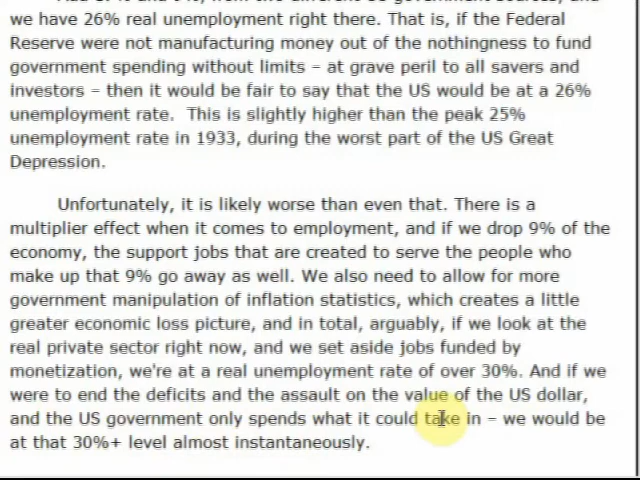 we have 26% real unemployment right there. That is, if the Federal
Reserve were not manufacturing money out of the nothingness to fund
government spending without limits – at grave peril to all savers and
investors – then it would be fair to say that the US would be at a 26%
unemployment rate. This is slightly higher than the peak 25%
unemployment rate in 1933, during the worst part of the US Great
Depression.
Unfortunately, it is likely worse than even that. There is a
multiplier effect when it comes to employment, and if we drop 9% of the
economy, the support jobs that are created to serve the people who
make up that 9% go away as well. We also need to allow for more
government manipulation of inflation statistics, which creates a little
greater economic loss picture, and in total, arguably, if we look at the
real private sector right now, and we set aside jobs funded by
monetization, we're at a real unemployment rate of over 30%. And if we
were to end the deficits and the assault on the value of the US dollar,
and the US government only spends what it could take in – we would be
at that 30%+ level almost instantaneously.